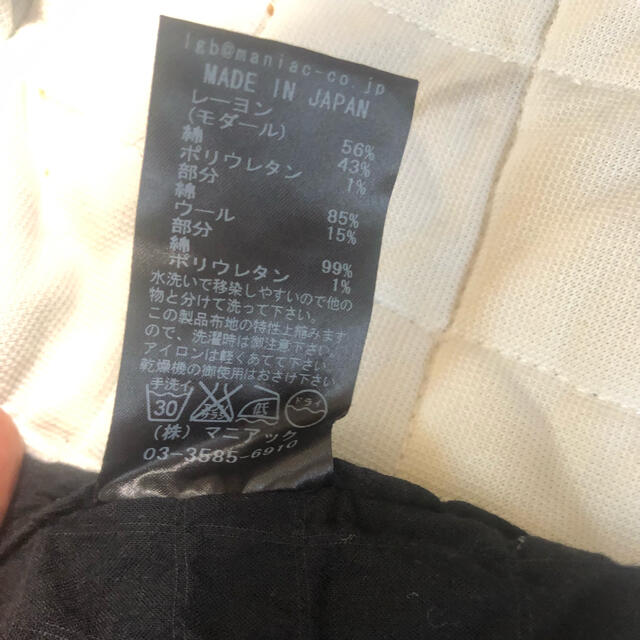 lgb@maniac-co.jp
MADE IN JAPAN
レーヨン
(モダール) 56%
綿 43%
ポリウレタン 1%
部分
綿 85%
ウール 15%
部分
綿 99%
ポリウレタン 1%
水洗いで移染しやすいので他の
物と分けて洗って下さい。
この製品布地の特性上縮みます
ので、洗濯時は御注意下さい。
アイロンは軽くあてて下さい。
乾燥機の御使用はおさけ下さい。
手洗イ
30 低 ドライ
(株) マニアック
03-3585-6910